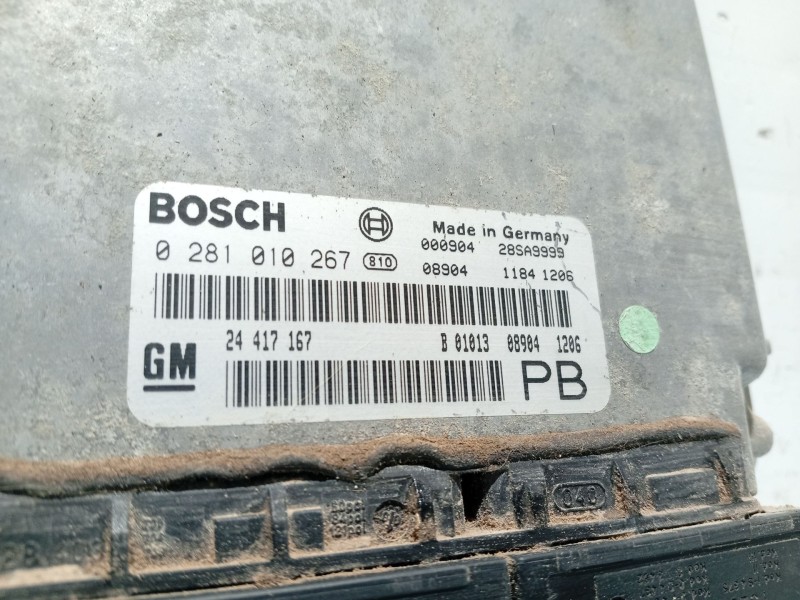 BOSCH
Made in Germany
0 281 010 267 810
000904 28SA9999
08904 1184 1206
GM
24 417 167
B 01013 08904 1206
PB
043